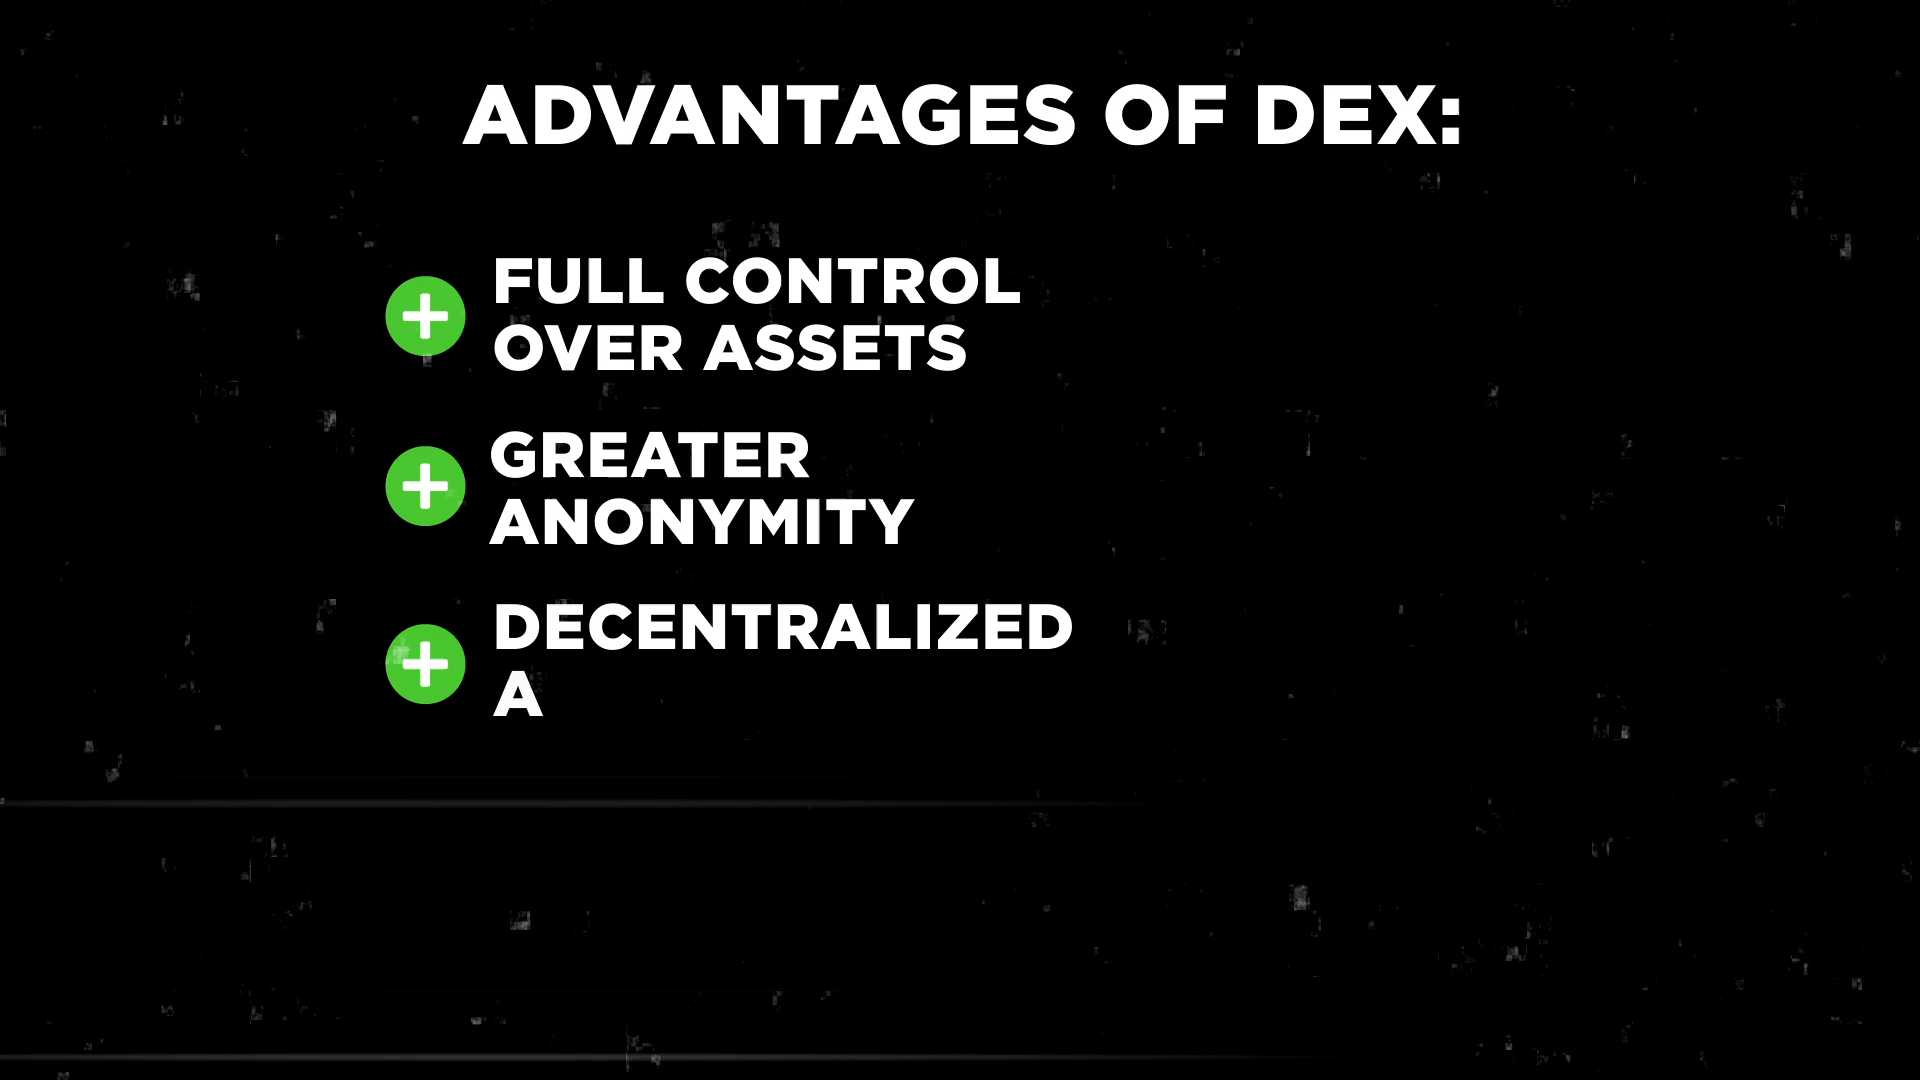 ADVANTAGES OF DEX:
FULL CONTROL
OVER ASSETS
GREATER
ANONYMITY
DECENTRALIZED
A